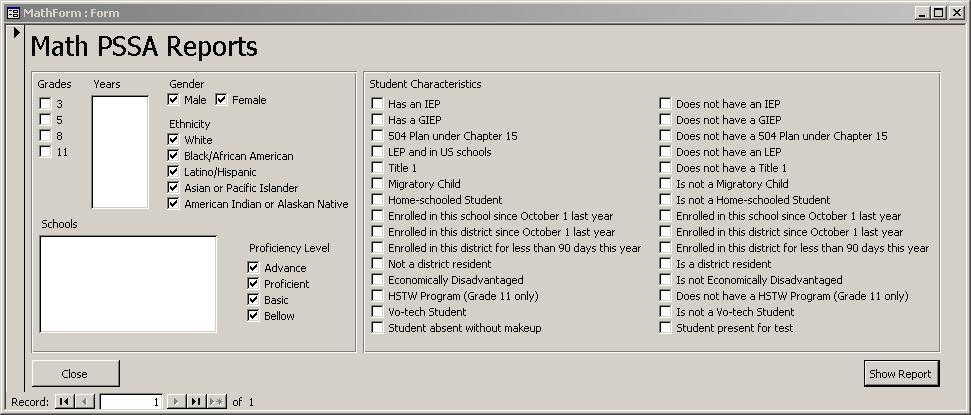 MathForm : Form
Math PSSA Reports
Grades
3
5
8
11
Years
Gender
Male
Female
Ethnicity
White
Black/African American
Latino/Hispanic
Asian or Pacific Islander
American Indian or Alaskan Native
Schools
Proficiency Level
Advance
Proficient
Basic
Bellow
Student Characteristics
Has an IEP
Has a GIEP
504 Plan under Chapter 15
LEP and in US schools
Title 1
Migratory Child
Home-schooled Student
Enrolled in this school since October 1 last year
Enrolled in this district since October 1 last year
Enrolled in this district for less than 90 days this year
Not a district resident
Economically Disadvantaged
HSTW Program (Grade 11 only)
Vo-tech Student
Student absent without makeup
Does not have an IEP
Does not have a GIEP
Does not have a 504 Plan under Chapter 15
Does not have an LEP
Does not have a Title 1
Is not a Migratory Child
Is not a Home-schooled Student
Enrolled in this school since October 1 last year
Enrolled in this district since October 1 last year
Enrolled in this district for less than 90 days this year
Is a district resident
Is not Economically Disadvantaged
Does not have a HSTW Program (Grade 11 only)
Is not a Vo-tech Student
Student present for test
Close
Show Report
Record: 1 of 1